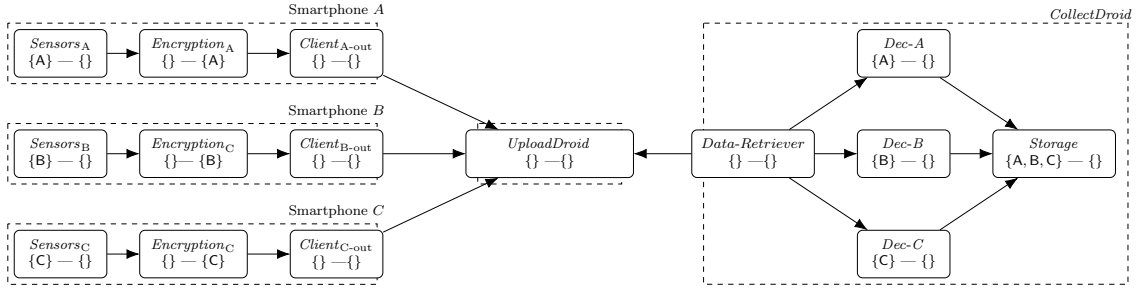 Smartphone A
Sensors_A
{A} — {}
Encryption_A
{} — {A}
Client_A-out
{} —{}
Smartphone B
Sensors_B
{B} — {}
Encryption_C
{}— {B}
Client_B-out
{} —{}
Smartphone C
Sensors_C
{C} — {}
Encryption_C
{} — {C}
Client_C-out
{} —{}
UploadDroid
{} —{}
CollectDroid
Data-Retriever
{} —{}
Dec-A
{A} — {}
Dec-B
{B} — {}
Dec-C
{C} — {}
Storage
{A, B, C} — {}